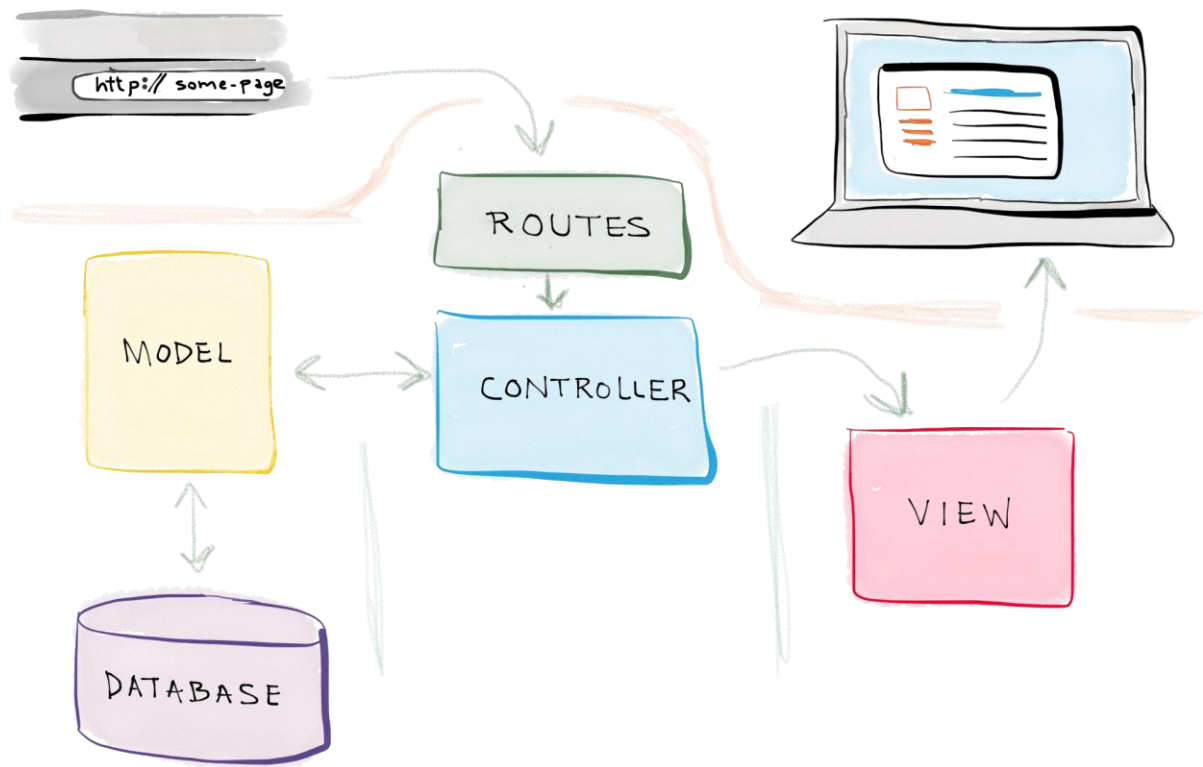 http:// some-page
ROUTES
MODEL
CONTROLLER
VIEW
DATABASE